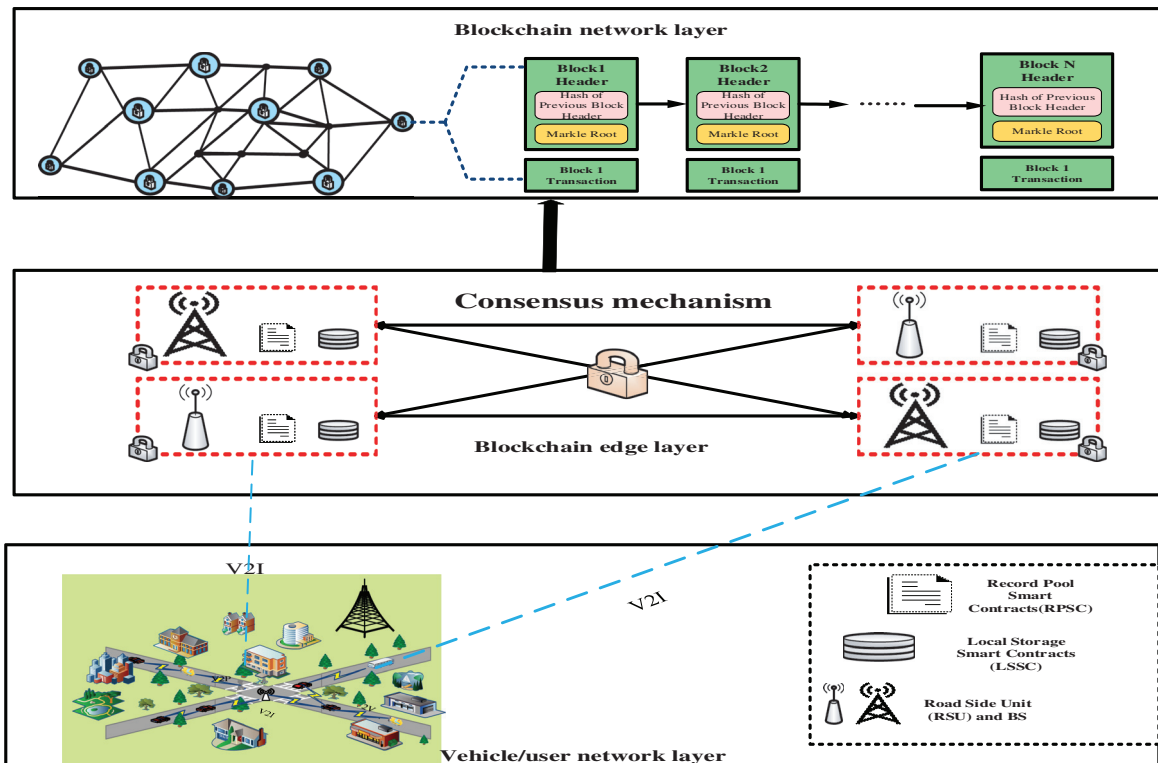 Blockchain network layer
Block1
Header
Hash of
Previous Block
Header
Markle Root
Block 1
Transaction
Block2
Header
Hash of
Previous Block
Header
Markle Root
Block 1
Transaction
......
Block N
Header
Hash of Previous
Block Header
Markle Root
Block 1
Transaction
Consensus mechanism
Blockchain edge layer
V2I
V2I
V2P
V2I
V2V
Vehicle/user network layer
Record Pool
Smart
Contracts(RPSC)
Local Storage
Smart Contracts
(LSSC)
Road Side Unit
(RSU) and BS